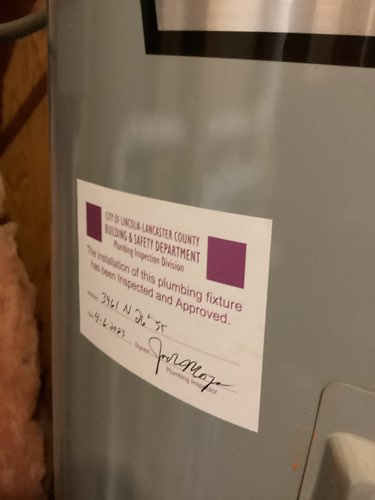 CITY OF LINCOLN-LANCASTER COUNTY
BUILDING & SAFETY DEPARTMENT
Plumbing Inspection Division
The installation of this plumbing fixture
has been Inspected and Approved.
Address 3961 N 26th ST
Date 4-6-2023 Signed
Plumbing Inspector